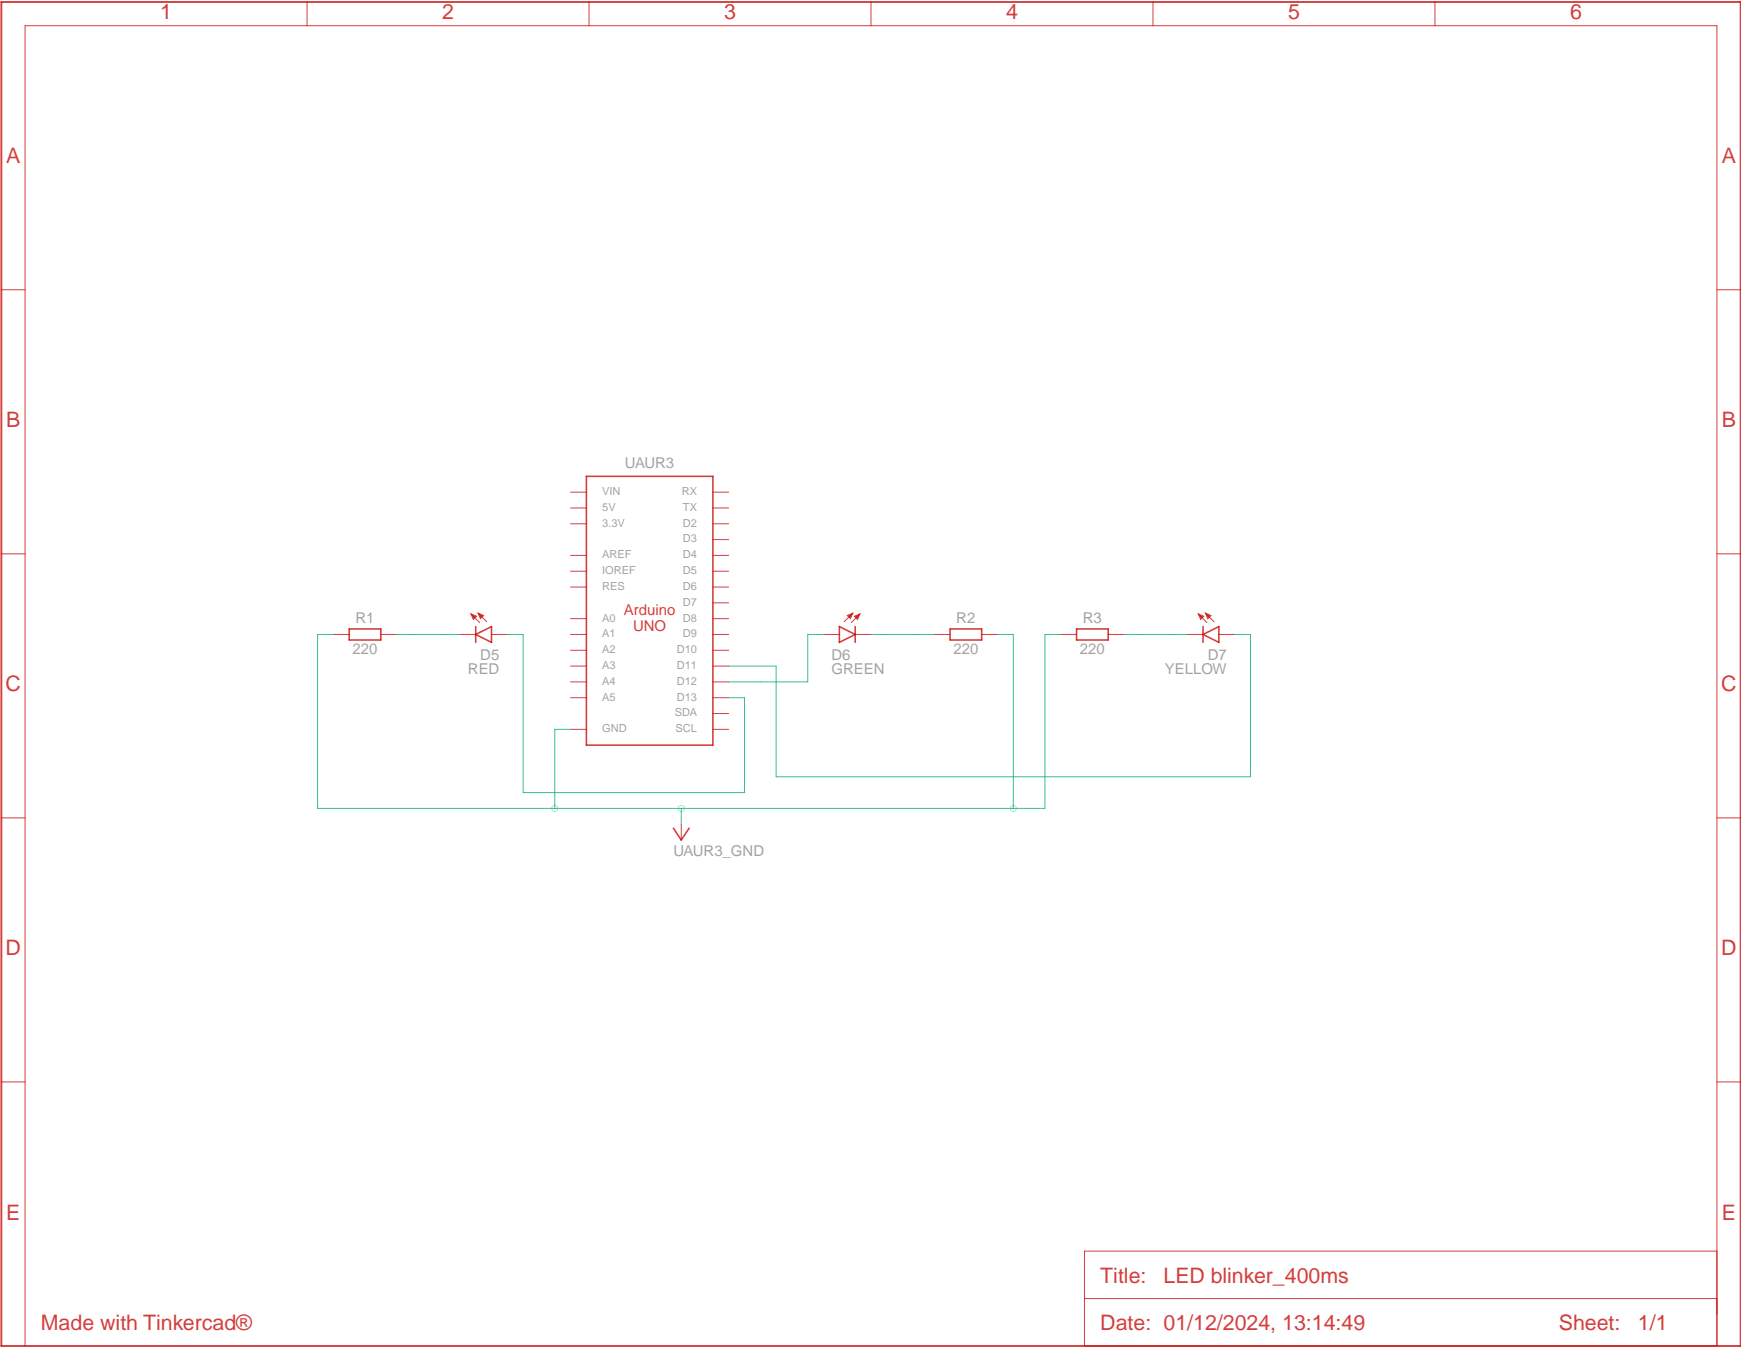 1 2 3 4 5 6
A A
B B
UAUR3
VIN RX
5V TX
3.3V D2
D3
AREF D4
IOREF D5
RES D6
D7
Arduino
UNO
A0 D8
A1 D9
A2 D10
A3 D11
A4 D12
A5 D13
SDA
GND SCL
R1
220
D5
RED
D6
GREEN
R2
220
R3
220
D7
YELLOW
C C
UAUR3_GND
D D
E E
Title: LED blinker_400ms
Made with Tinkercad®
Date: 01/12/2024, 13:14:49 Sheet: 1/1